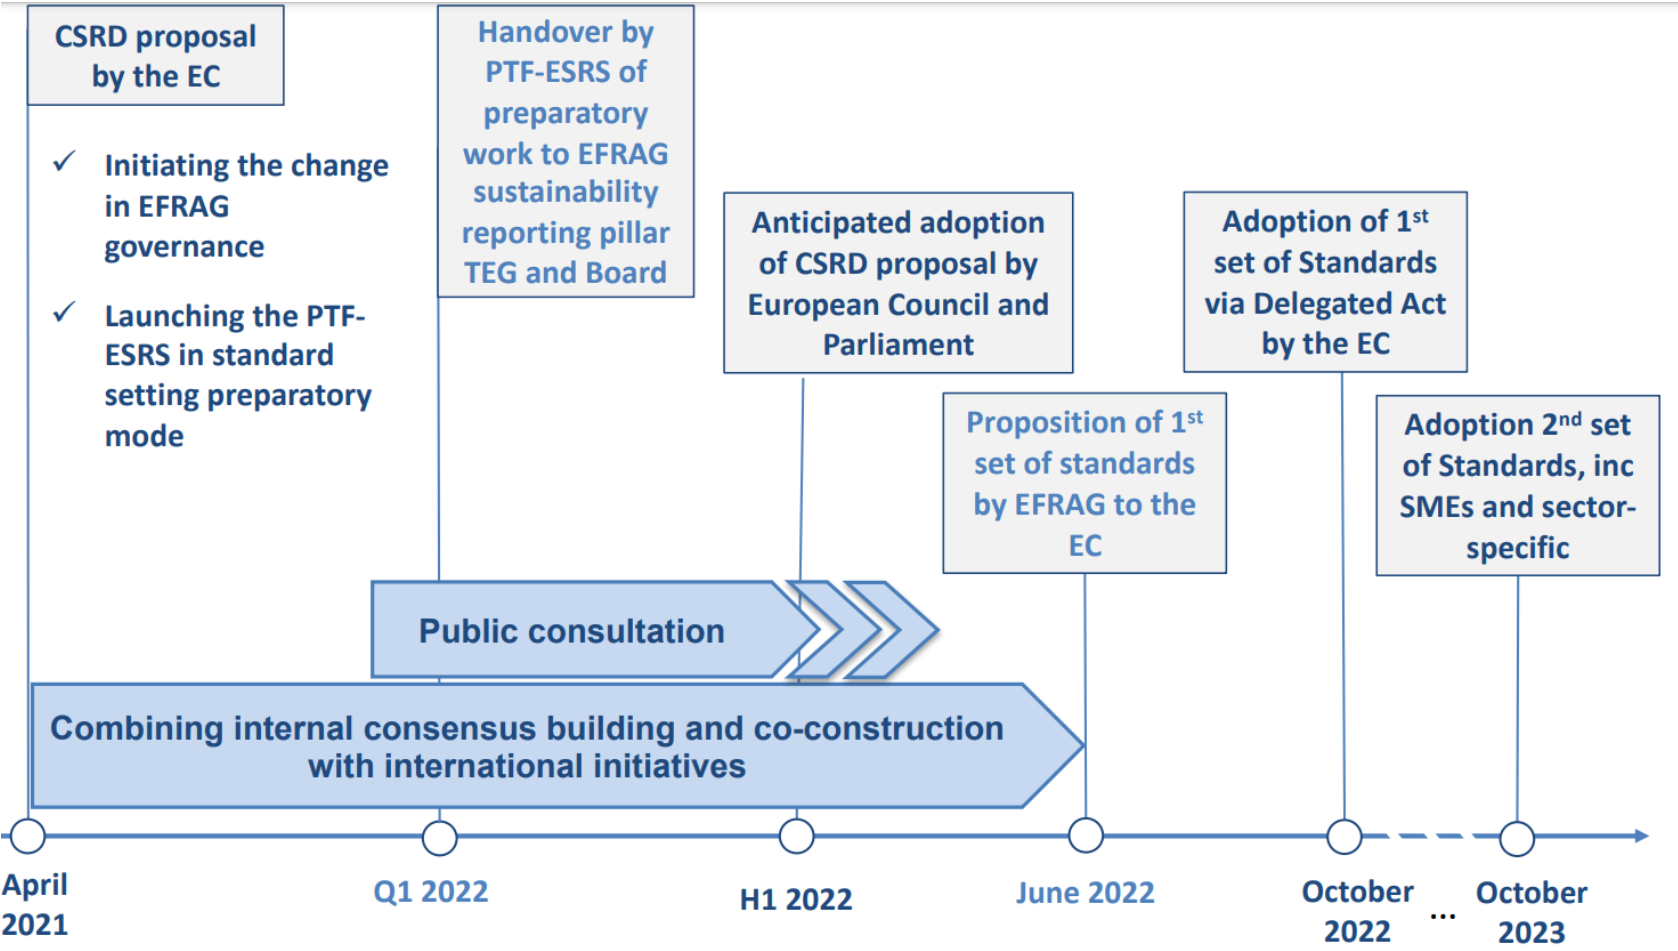 CSRD proposal
by the EC
✓ Initiating the change
in EFRAG
governance
✓ Launching the PTF-
ESRS in standard
setting preparatory
mode
Handover by
PTF-ESRS of
preparatory
work to EFRAG
sustainability
reporting pillar
TEG and Board
Anticipated adoption
of CSRD proposal by
European Council and
Parliament
Proposition of 1st
set of standards
by EFRAG to the
EC
Adoption of 1st
set of Standards
via Delegated Act
by the EC
Adoption 2nd set
of Standards, inc
SMEs and sector-
specific
Public consultation
Combining internal consensus building and co-construction
with international initiatives
April
2021
Q1 2022
H1 2022
June 2022
October
2022
...
October
2023